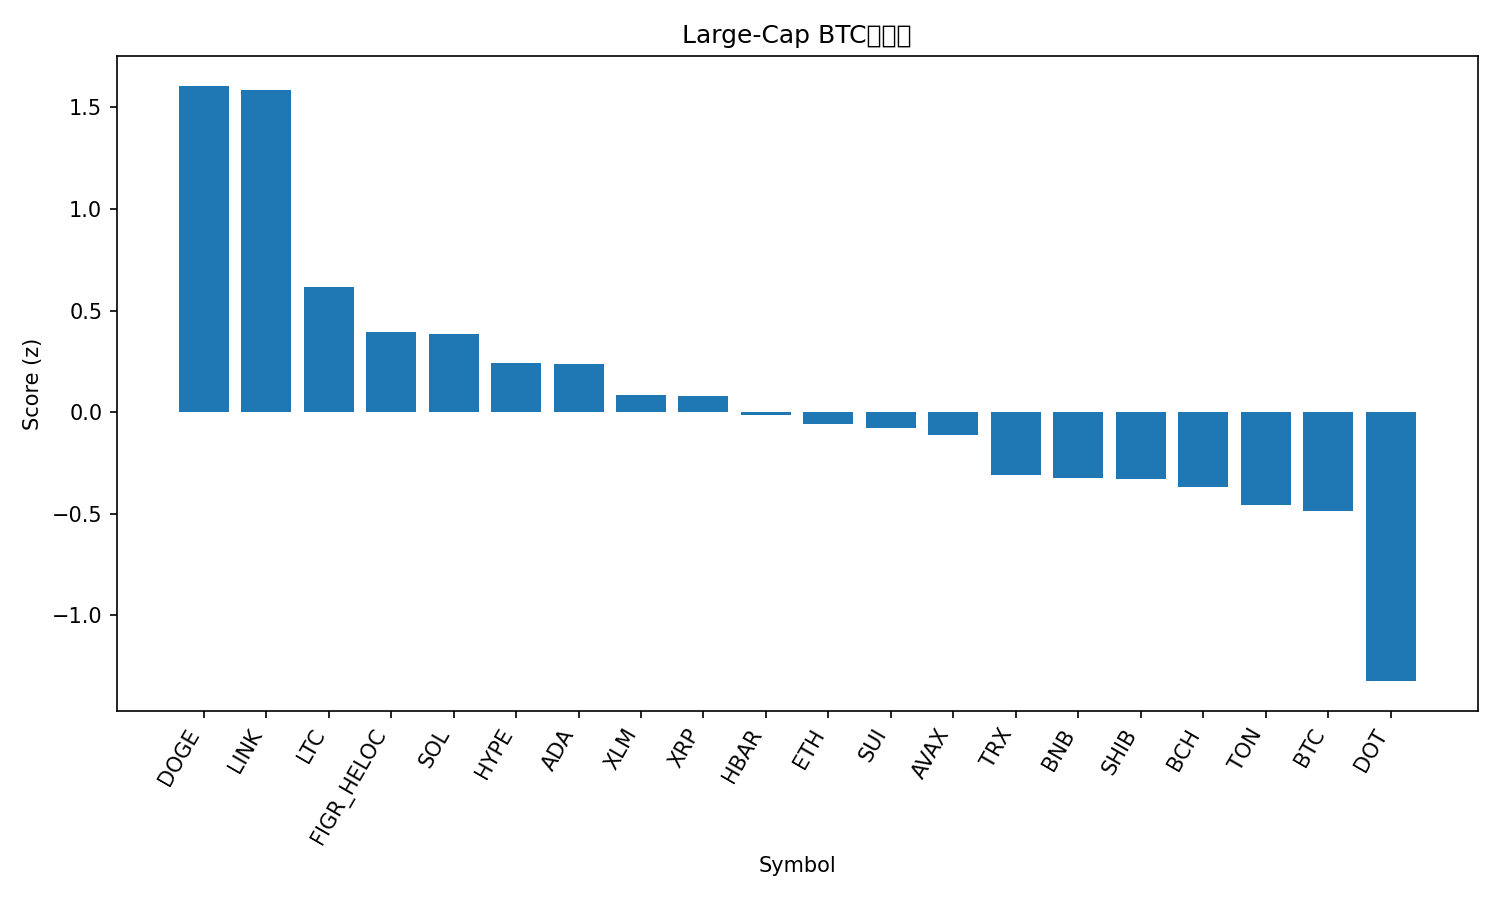 Large-Cap BTC
1.5
1.0
0.5
0.0
−0.5
−1.0
Score (z)
DOGE
LINK
LTC
FIGR_HELOC
SOL
HYPE
ADA
XLM
XRP
HBAR
ETH
SUI
AVAX
TRX
BNB
SHIB
BCH
TON
BTC
DOT
Symbol